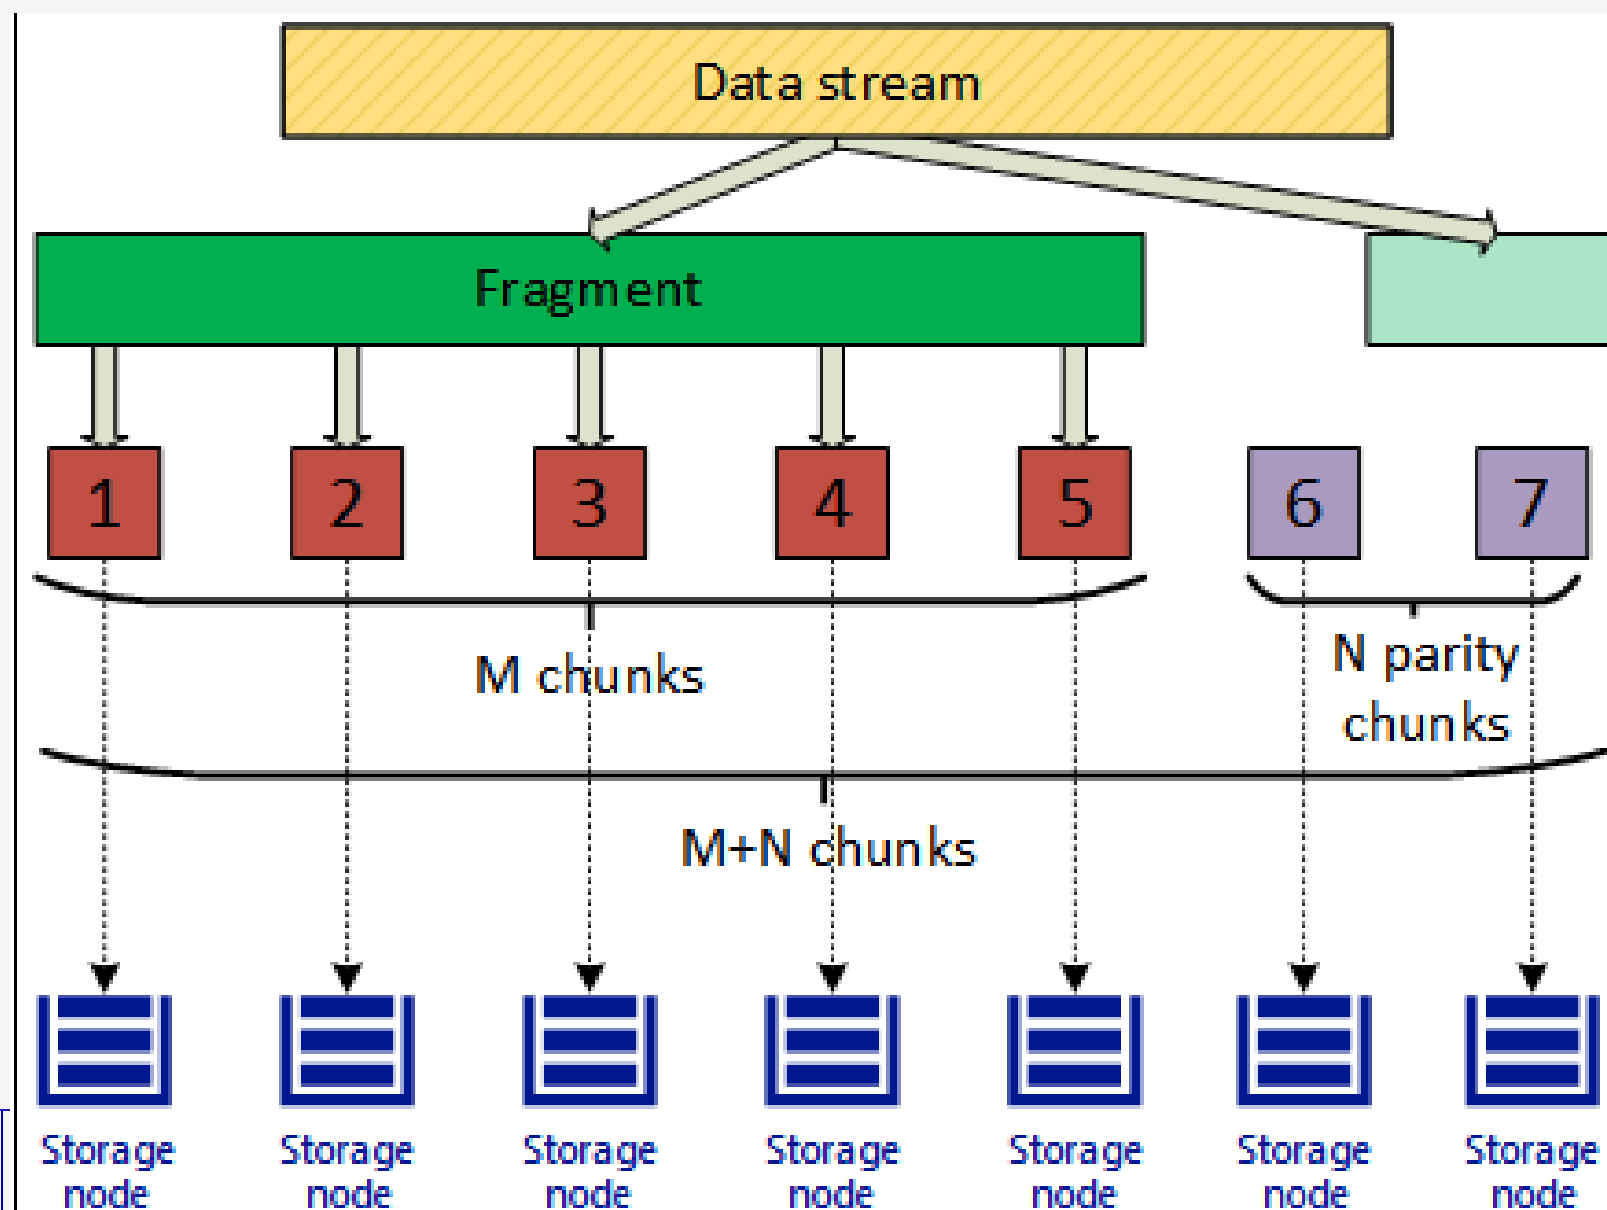 Data stream
Fragment
1 2 3 4 5 6 7
M chunks
N parity
chunks
M+N chunks
Storage Storage Storage Storage Storage Storage Storage
node node node node node node node